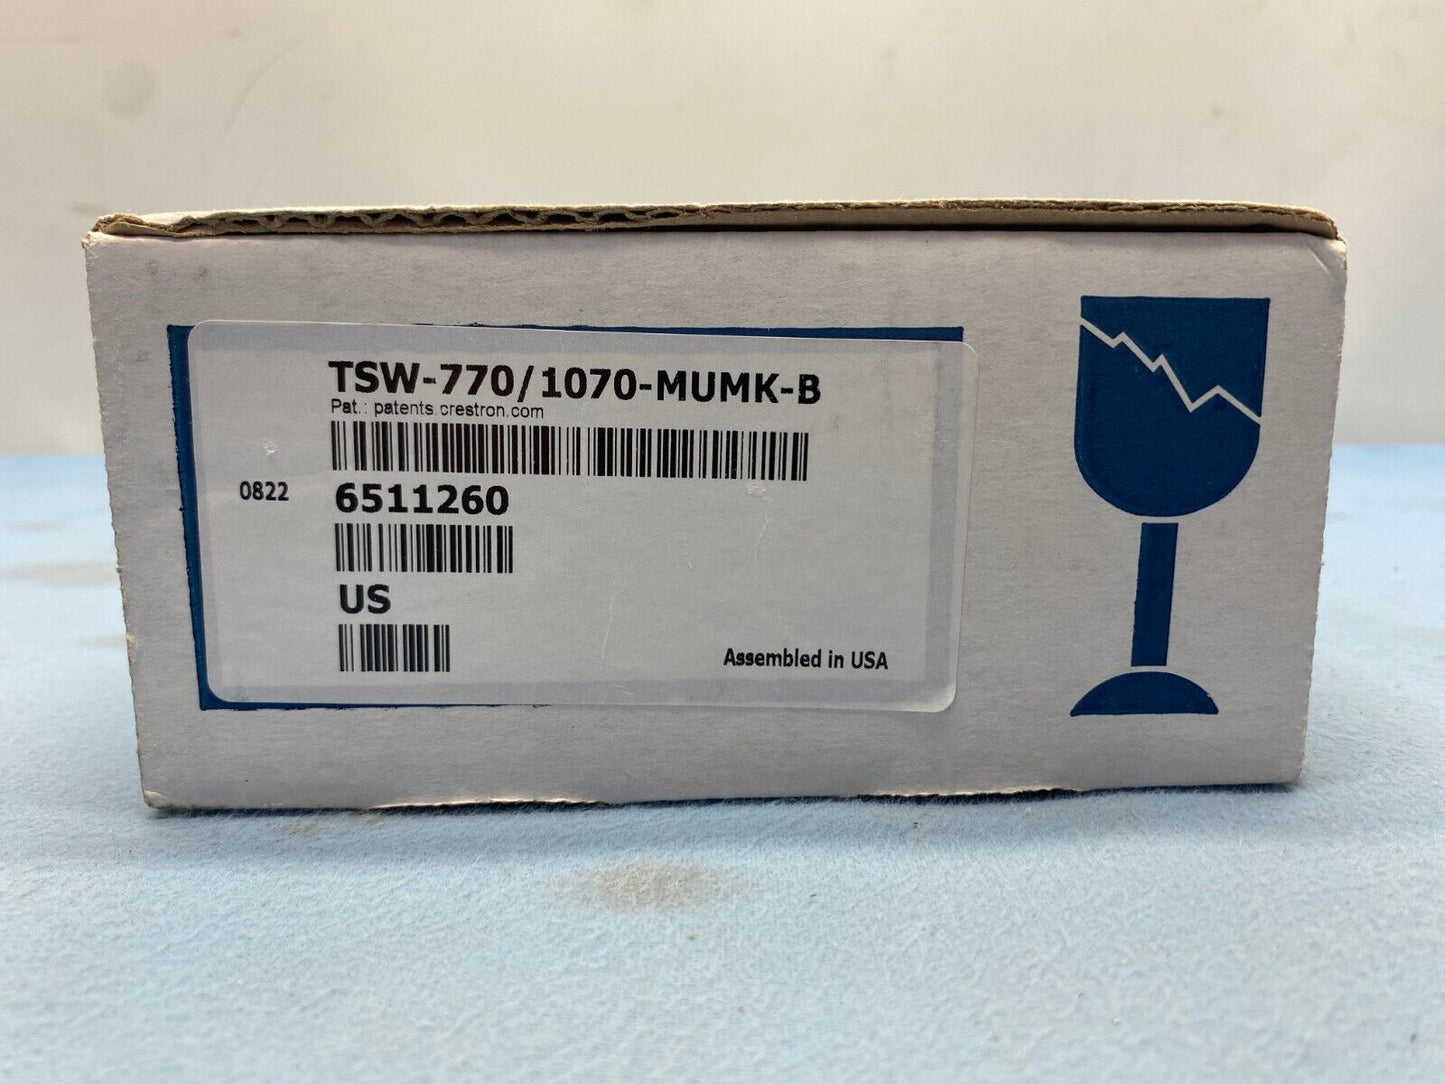 TSW-770/1070-MUMK-B
Pat.: patents.crestron.com
0822
6511260
US
Assembled in USA